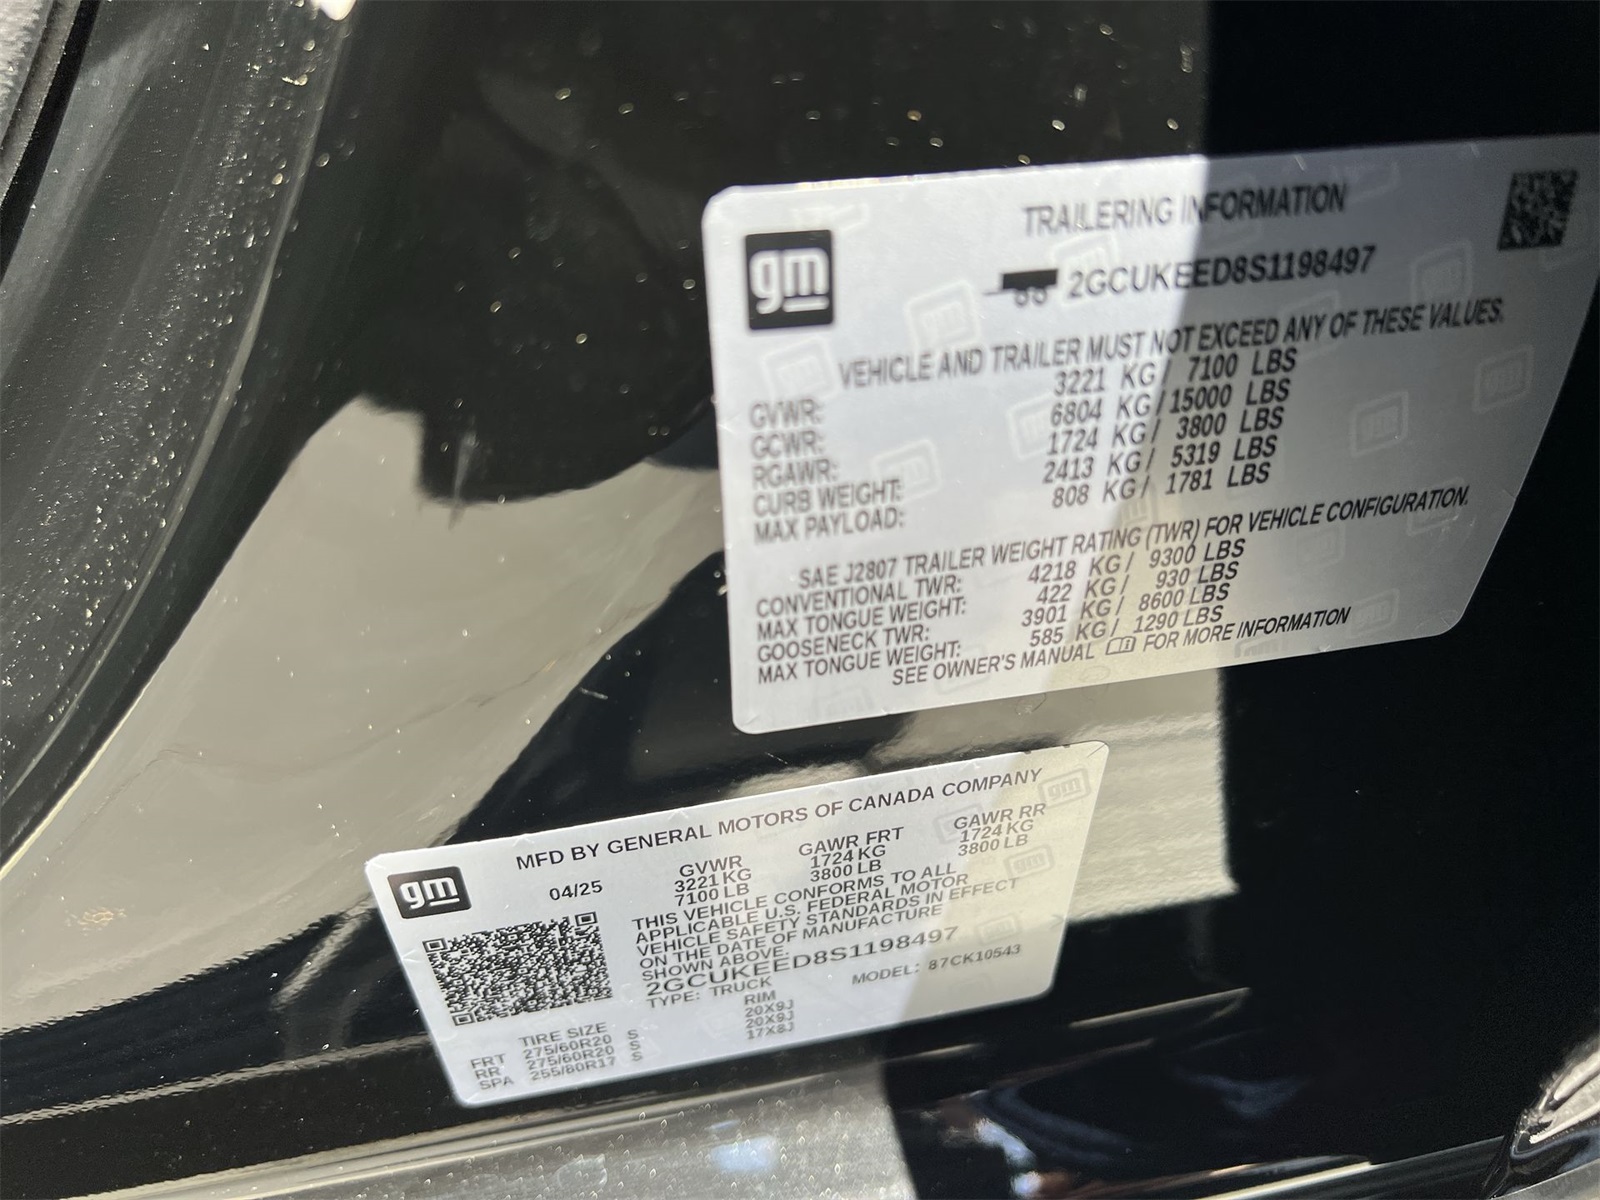 TRAILERING INFORMATION
gm
2GCUKEED8S1198497
VEHICLE AND TRAILER MUST NOT EXCEED ANY OF THESE VALUES.
GVWR: 3221 KG / 7100 LBS
GCWR: 6804 KG / 15000 LBS
RGAWR: 1724 KG / 3800 LBS
CURB WEIGHT: 2413 KG / 5319 LBS
MAX PAYLOAD: 808 KG / 1781 LBS
SAE J2807 TRAILER WEIGHT RATING (TWR) FOR VEHICLE CONFIGURATION.
CONVENTIONAL TWR: 4218 KG / 9300 LBS
MAX TONGUE WEIGHT: 422 KG / 930 LBS
GOOSENECK TWR: 3901 KG / 8600 LBS
MAX TONGUE WEIGHT: 585 KG / 1290 LBS
SEE OWNER'S MANUAL FOR MORE INFORMATION
MFD BY GENERAL MOTORS OF CANADA COMPANY
gm
04/25
GVWR GAWR FRT GAWR RR
3221 KG 1724 KG 1724 KG
7100 LB 3800 LB 3800 LB
THIS VEHICLE CONFORMS TO ALL
APPLICABLE U.S. FEDERAL MOTOR
VEHICLE SAFETY STANDARDS IN EFFECT
ON THE DATE OF MANUFACTURE
SHOWN ABOVE.
2GCUKEED8S1198497
TYPE: TRUCK MODEL: 87CK10543
TIRE SIZE RIM
FRT 275/60R20 S 20X9J
RR 275/60R20 S 20X9J
SPA 255/80R17 S 17X8J